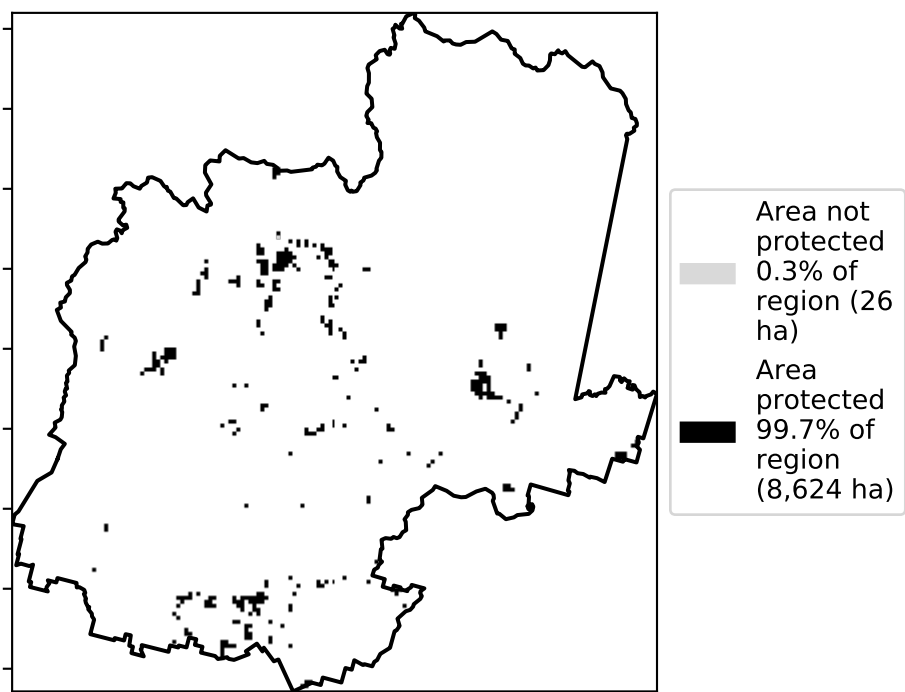 Area not
protected
0.3% of
region (26
ha)
Area
protected
99.7% of
region
(8,624 ha)